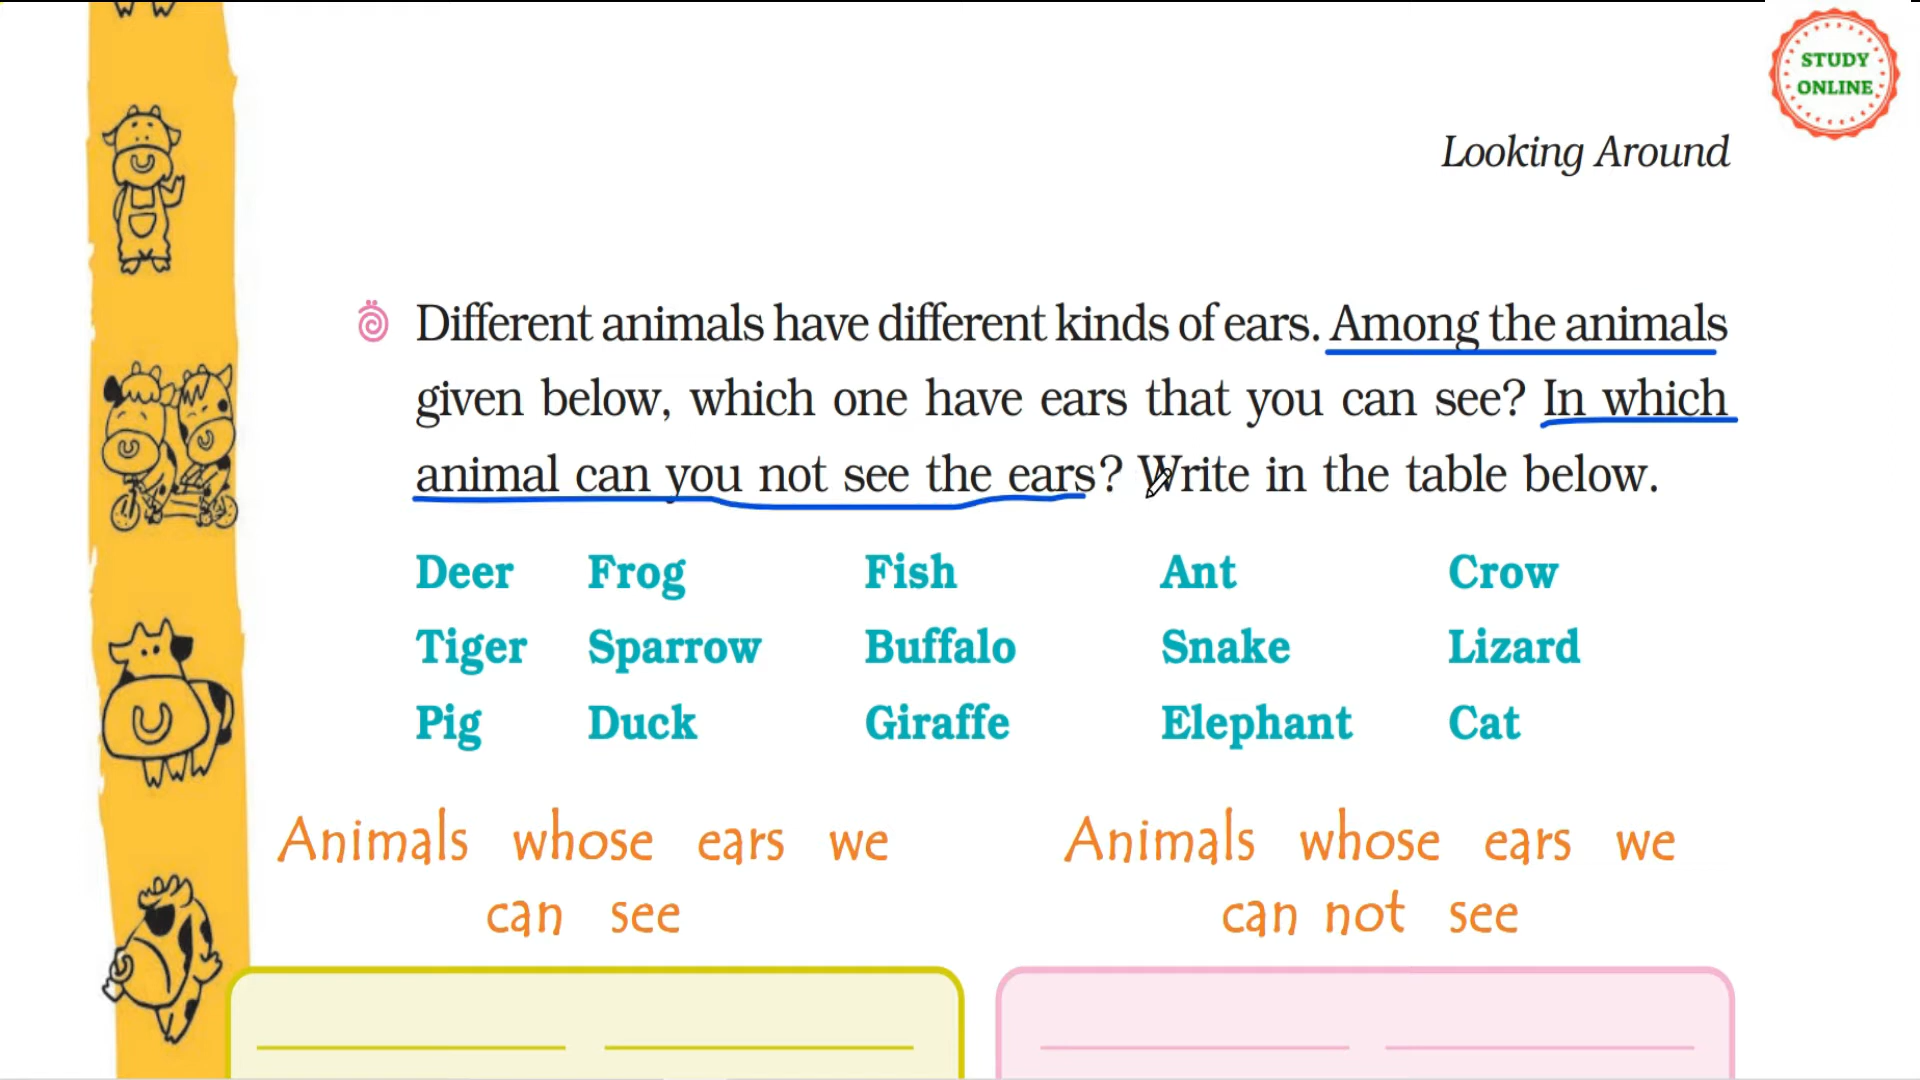 STUDY
ONLINE
Looking Around
Different animals have different kinds of ears. Among the animals
given below, which one have ears that you can see? In which
animal can you not see the ears? Write in the table below.
Deer Frog Fish Ant Crow
Tiger Sparrow Buffalo Snake Lizard
Pig Duck Giraffe Elephant Cat
Animals whose ears we
can see
Animals whose ears we
can not see